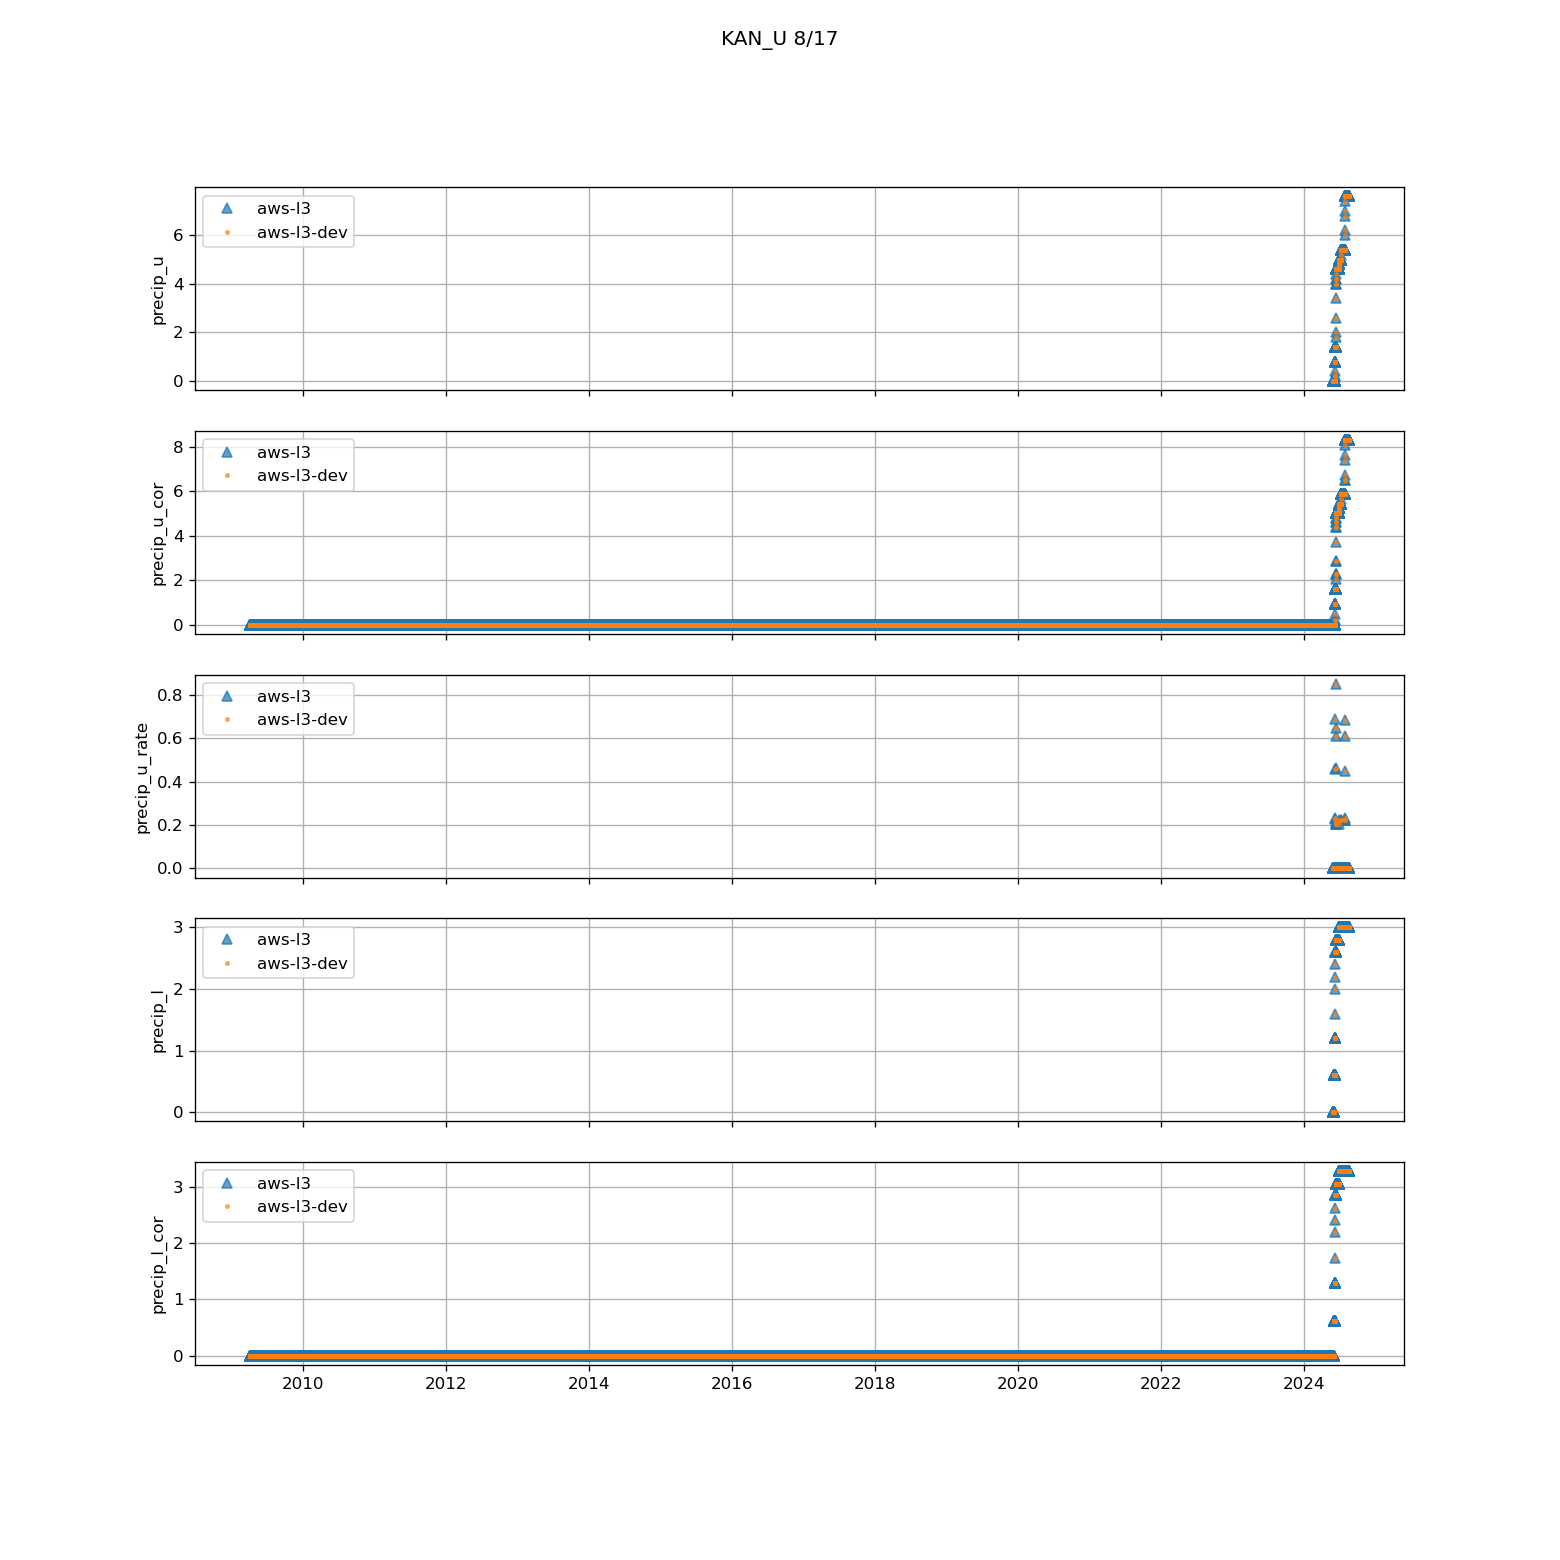 KAN_U 8/17
precip_u
6
4
2
0
aws-l3
aws-l3-dev
precip_u_cor
8
6
4
2
0
aws-l3
aws-l3-dev
precip_u_rate
0.8
0.6
0.4
0.2
0.0
aws-l3
aws-l3-dev
precip_l
3
2
1
0
aws-l3
aws-l3-dev
precip_l_cor
3
2
1
0
aws-l3
aws-l3-dev
2010 2012 2014 2016 2018 2020 2022 2024